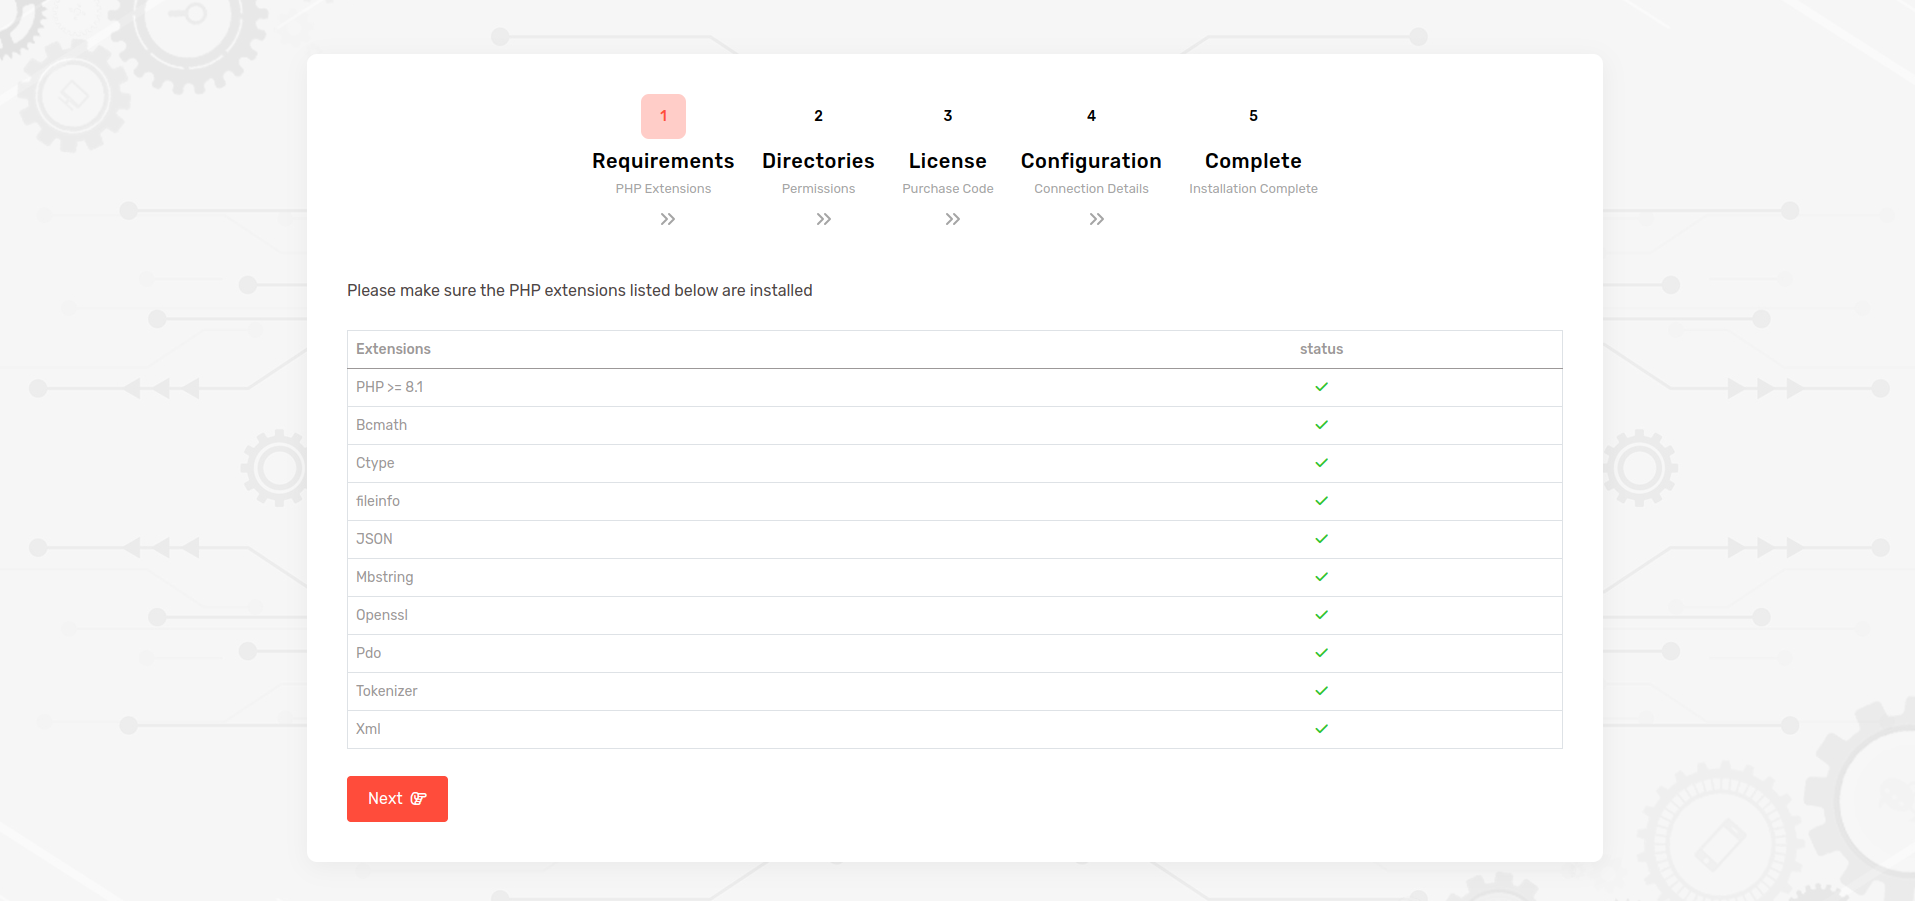 1 2 3 4 5
Requirements Directories License Configuration Complete
PHP Extensions Permissions Purchase Code Connection Details Installation Complete
Please make sure the PHP extensions listed below are installed
Extensions status
PHP >= 8.1
Bcmath
Ctype
fileinfo
JSON
Mbstring
Openssl
Pdo
Tokenizer
Xml
Next